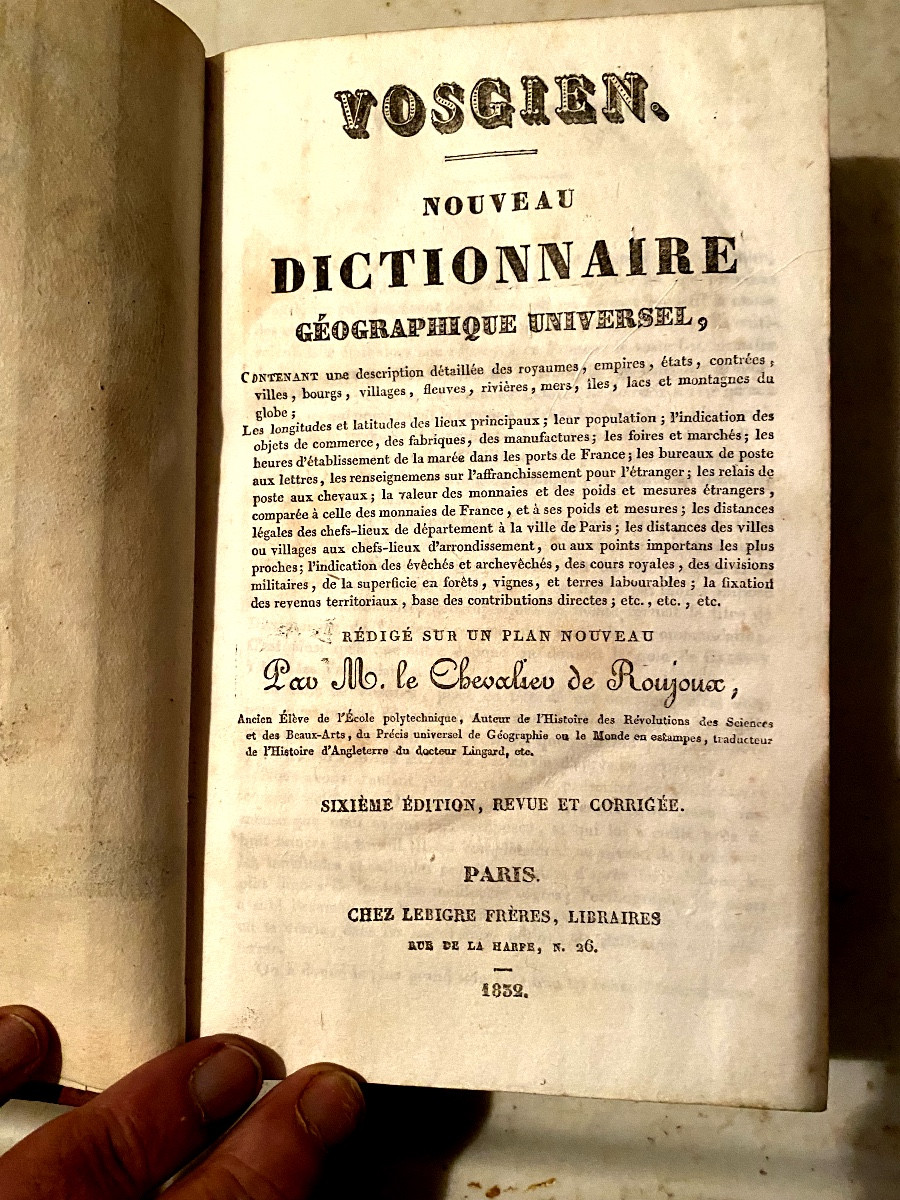 VOSGIEN.
NOUVEAU
DICTIONNAIRE
GÉOGRAPHIQUE UNIVERSEL,
CONTENANT une description détaillée des royaumes, empires, états, contrées,
villes, bourgs, villages, fleuves, rivières, mers, îles, lacs et montagnes du
globe;
Les longitudes et latitudes des lieux principaux; leur population; l'indication des
objets de commerce, des fabriques, des manufactures; les foires et marchés; les
heures d'établissement de la marée dans les ports de France; les bureaux de poste
aux lettres, les renseignemens sur l'affranchissement pour l'étranger; les relais de
poste aux chevaux; la valeur des monnaies et des poids et mesures étrangers,
comparée à celle des monnaies de France, et à ses poids et mesures; les distances
légales des chefs-lieux de département à la ville de Paris; les distances des villes
ou villages aux chefs-lieux d'arrondissement, ou aux points importans les plus
proches; l'indication des évêchés et archevêchés, des cours royales, des divisions
militaires, de la superficie en forêts, vignes, et terres labourables; la fixation
des revenus territoriaux, base des contributions directes; etc., etc., etc.
RÉDIGÉ SUR UN PLAN NOUVEAU
Par M. le Chevalier de Roujoux,
Ancien Élève de l'École polytechnique, Auteur de l'Histoire des Révolutions des Sciences
et des Beaux-Arts, du Précis universel de Géographie ou le Monde en estampes, traducteur
de l'Histoire d'Angleterre du docteur Lingard, etc.
SIXIÈME ÉDITION, REVUE ET CORRIGÉE.
PARIS.
CHEZ LEBIGRE FRÈRES, LIBRAIRES
RUE DE LA HARPE, N. 26.
1832.